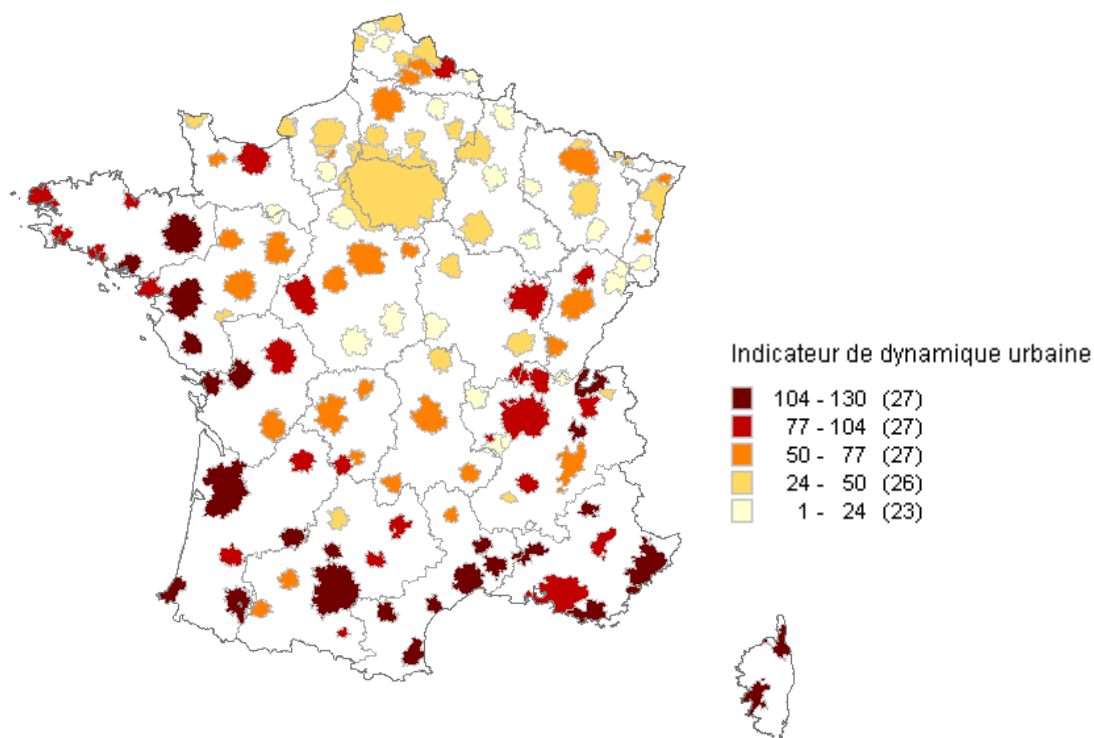 Indicateur de dynamique urbaine
104 - 130 (27)
77 - 104 (27)
50 - 77 (27)
24 - 50 (26)
1 - 24 (23)